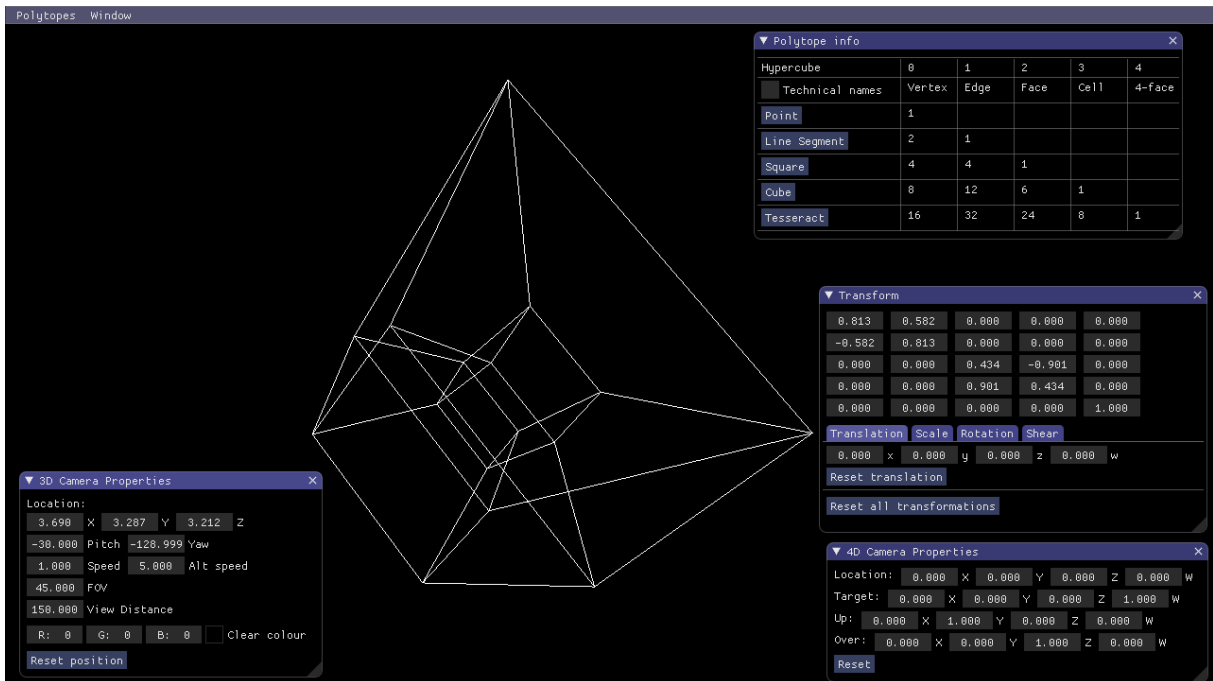 Polytopes Window
Polytope info
Hypercube 0 1 2 3 4
Technical names Vertex Edge Face Cell 4-face
Point 1
Line Segment 2 1
Square 4 4 1
Cube 8 12 6 1
Tesseract 16 32 24 8 1
Transform
0.813 0.582 0.000 0.000 0.000
-0.582 0.813 0.000 0.000 0.000
0.000 0.000 0.434 -0.901 0.000
0.000 0.000 0.901 0.434 0.000
0.000 0.000 0.000 0.000 1.000
Translation Scale Rotation Shear
0.000 x 0.000 y 0.000 z 0.000 w
Reset translation
Reset all transformations
3D Camera Properties
Location:
3.690 X 3.287 Y 3.212 Z
-30.000 Pitch -128.999 Yaw
1.000 Speed 5.000 Alt speed
45.000 FOV
150.000 View Distance
R: 0 G: 0 B: 0 Clear colour
Reset position
4D Camera Properties
Location: 0.000 X 0.000 Y 0.000 Z 0.000 W
Target: 0.000 X 0.000 Y 0.000 Z 1.000 W
Up: 0.000 X 1.000 Y 0.000 Z 0.000 W
Over: 0.000 X 0.000 Y 1.000 Z 0.000 W
Reset